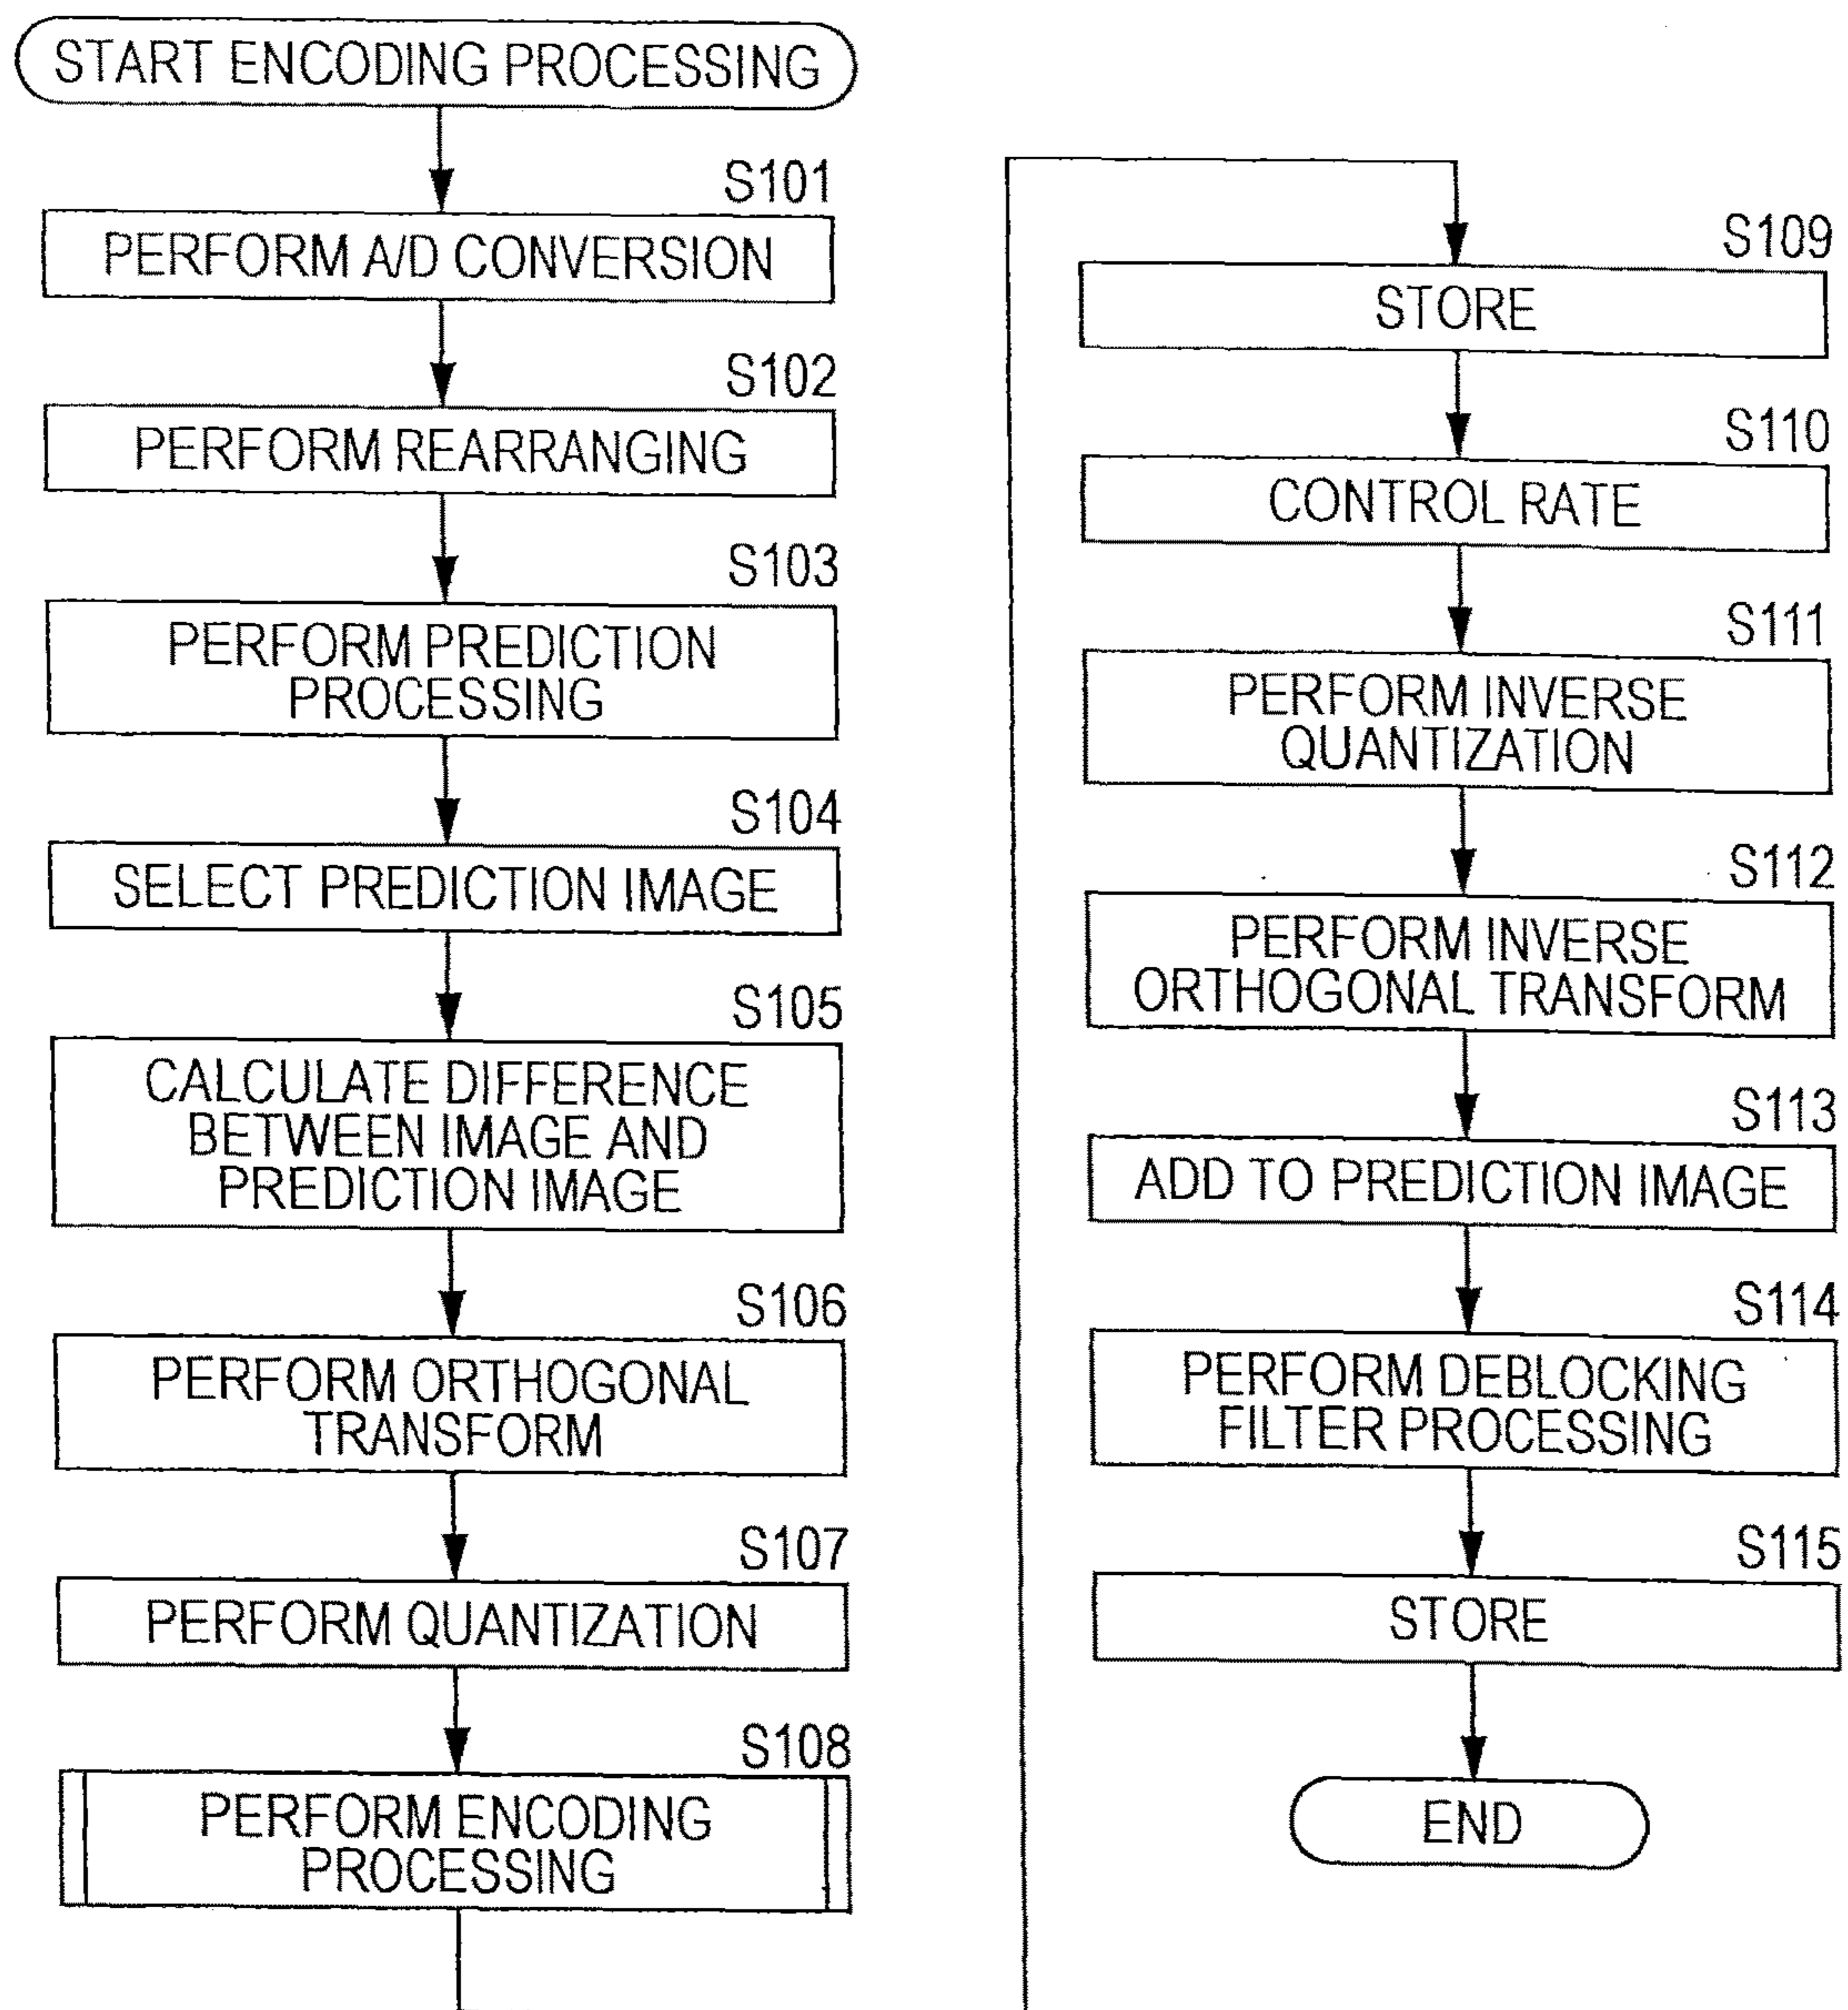 START ENCODING PROCESSING
S101
PERFORM A/D CONVERSION
S102
PERFORM REARRANGING
S103
PERFORM PREDICTION
PROCESSING
S104
SELECT PREDICTION IMAGE
S105
CALCULATE DIFFERENCE
BETWEEN IMAGE AND
PREDICTION IMAGE
S106
PERFORM ORTHOGONAL
TRANSFORM
S107
PERFORM QUANTIZATION
S108
PERFORM ENCODING
PROCESSING
S109
STORE
S110
CONTROL RATE
S111
PERFORM INVERSE
QUANTIZATION
S112
PERFORM INVERSE
ORTHOGONAL TRANSFORM
S113
ADD TO PREDICTION IMAGE
S114
PERFORM DEBLOCKING
FILTER PROCESSING
S115
STORE
END